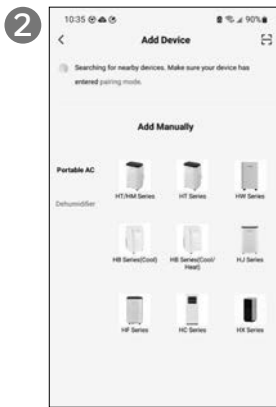 2
10:35
90%
Add Device
Searching for nearby devices. Make sure your device has
entered pairing mode.
Add Manually
Portable AC
HT/HM Series
HT Series
HW Series
Dehumidifier
HB Series(Cool)
HB Series(Cool/
Heat)
HJ Series
HF Series
HC Series
HX Series